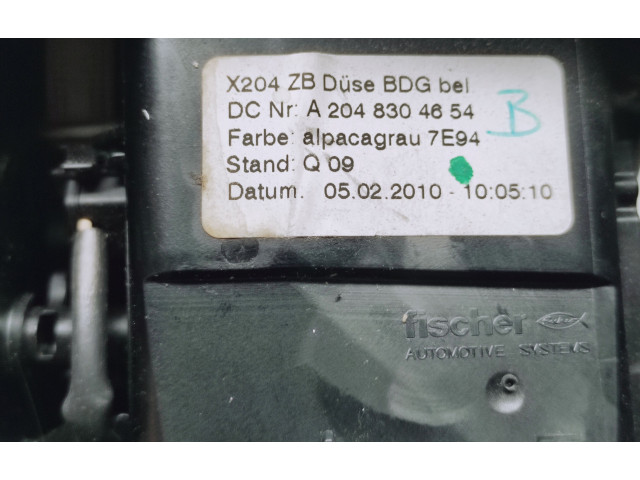 X204 ZB Düse BDG bel
DC Nr: A 204 830 46 54
B
Farbe: alpacagrau 7E94
Stand: Q 09
Datum. 05.02.2010 - 10:05:10
fischer
AUTOMOTIVE SYSTEMS